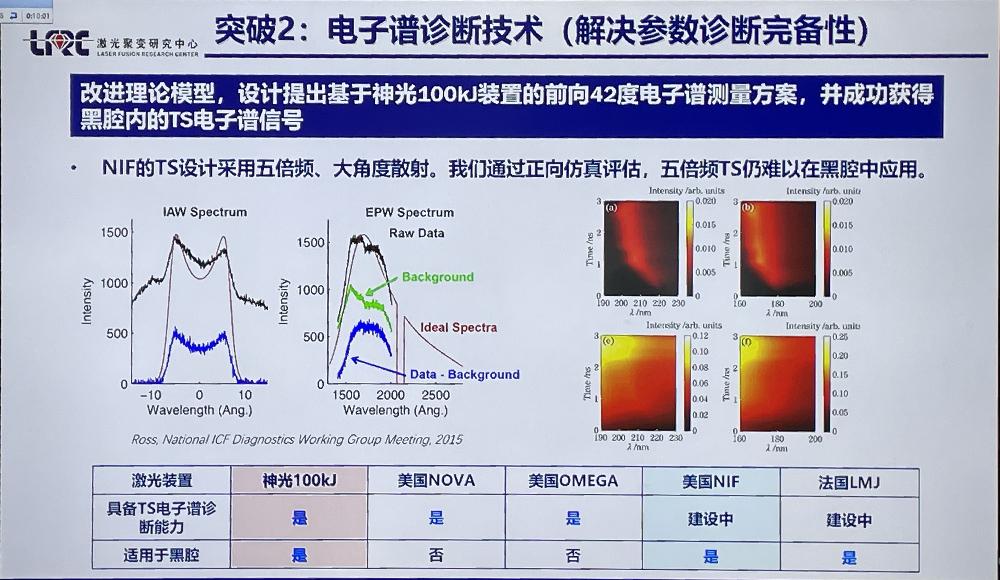 0:10:01
激光聚变研究中心
LASER FUSION RESEARCH CENTER
突破2：电子谱诊断技术（解决参数诊断完备性）
改进理论模型，设计提出基于神光100kJ装置的前向42度电子谱测量方案，并成功获得
黑腔内的TS电子谱信号
• NIF的TS设计采用五倍频、大角度散射。我们通过正向仿真评估，五倍频TS仍难以在黑腔中应用。
IAW Spectrum
Intensity
1500
1000
500
0
-10 0 10
Wavelength (Ang.)
EPW Spectrum
Raw Data
Background
Ideal Spectra
Data - Background
Intensity
1500
1000
500
0
1500 2000 2500
Wavelength (Ang.)
Ross, National ICF Diagnostics Working Group Meeting, 2015
Intensity /arb. units
(a)
Time /ns
3
2
1
0
190 200 210 220 230
λ /nm
0.020
0.015
0.010
0.005
0
Intensity /arb. units
(b)
Time /ns
3
2
1
0
160 180 200
λ /nm
0.020
0.015
0.010
0.005
0
Intensity /arb. units
(e)
Time /ns
3
2
1
0
190 200 210 220 230
λ /nm
0.12
0.10
0.08
0.06
0.04
0.02
0
Intensity /arb. units
(f)
Time /ns
3
2
1
0
160 180 200
λ /nm
0.25
0.20
0.15
0.10
0.05
0
激光装置 神光100kJ 美国NOVA 美国OMEGA 美国NIF 法国LMJ
具备TS电子谱诊
断能力 是 是 是 建设中 建设中
适用于黑腔 是 否 否 是 是